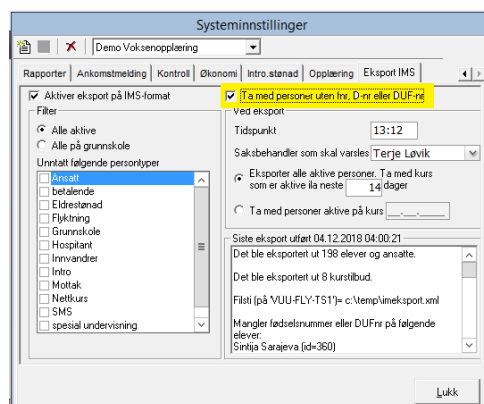 Systeminnstillinger
Demo Voksenopplæring
Rapporter Ankomstmelding Kontroll Økonomi Intro.stønad Opplæring Eksport IMS
Aktiver eksport på IMS-format
Ta med personer uten fnr, D-nr eller DUF-nr
Filter
Alle aktive
Alle på grunnskole
Unntatt følgende persontyper
Ansatt
betalende
Eldrestønad
Flyktning
Grunnskole
Hospitant
Innvandrer
Intro
Mottak
Nettkurs
SMS
spesial undervisning
Ved eksport
Tidspunkt 13:12
Saksbehandler som skal varsles Terje Løvik
Eksporter alle aktive personer. Ta med kurs
som er aktive ila neste 14 dager
Ta med personer aktive på kurs __.__.____
Siste eksport utført 04.12.2018 04:00:21
Det ble eksportert ut 198 elever og ansatte.
Det ble eksportert ut 8 kurstilbud.
Filsti (på 'VUU-FLY-TS1')= c:\temp\imeksport.xml
Mangler fødselsnummer eller DUFnr på følgende
elever:
Sintija Sarajeva (id=360)
Lukk